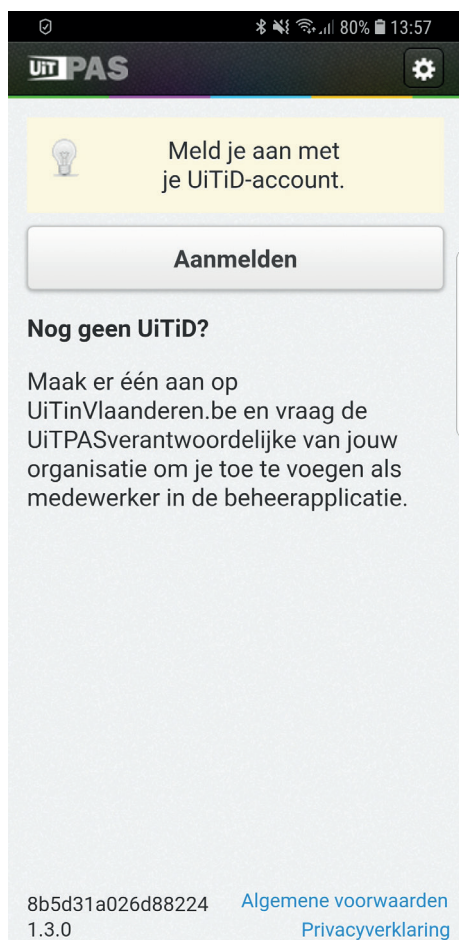 80% 13:57
UiT PAS
Meld je aan met
je UiTiD-account.
Aanmelden
Nog geen UiTiD?
Maak er één aan op
UiTinVlaanderen.be en vraag de
UiTPASverantwoordelijke van jouw
organisatie om je toe te voegen als
medewerker in de beheerapplicatie.
8b5d31a026d88224 Algemene voorwaarden
1.3.0 Privacyverklaring